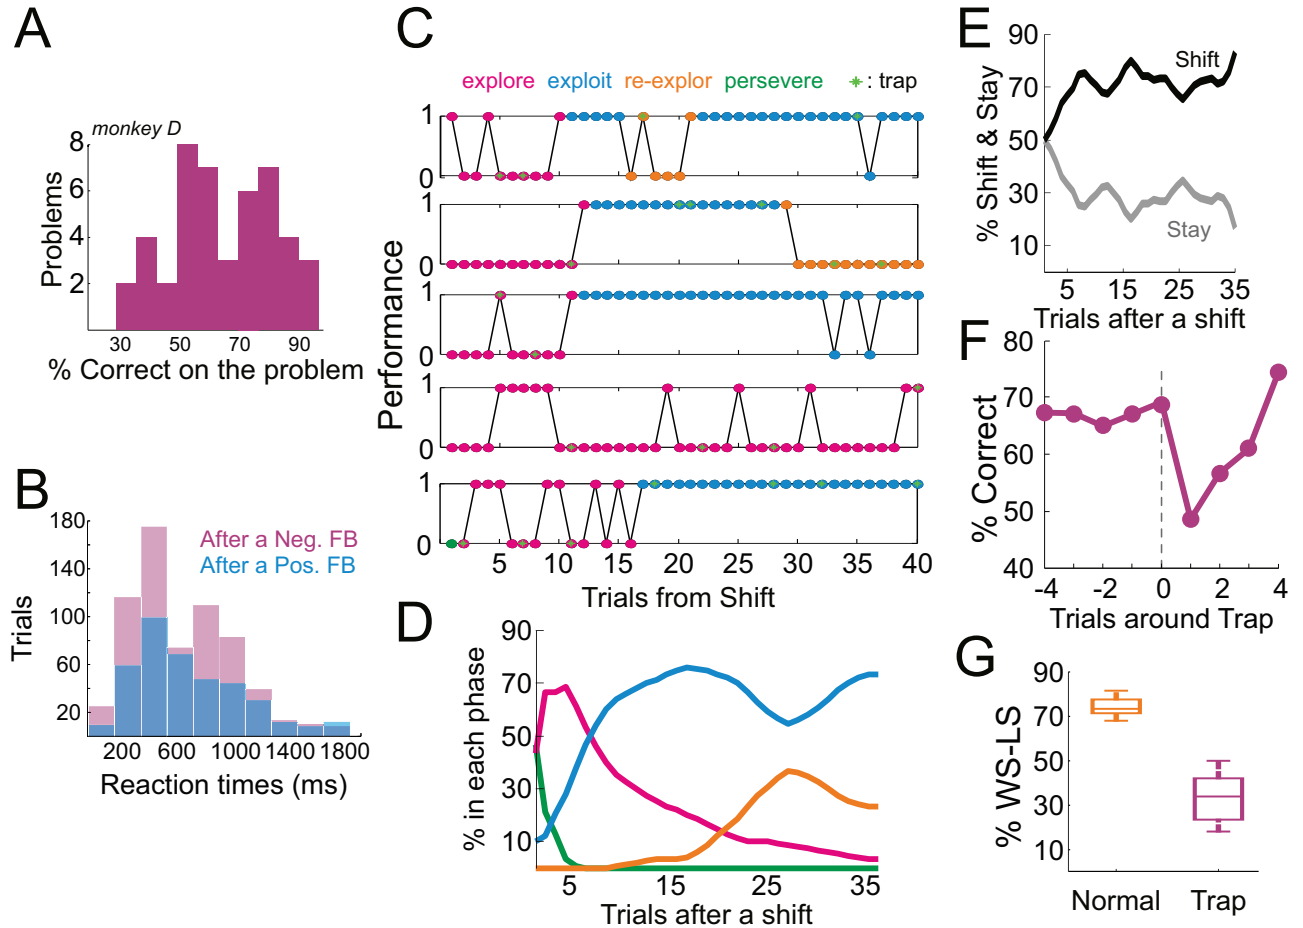 A
monkey D
8
6
4
2
Problems
30 50 70 90
% Correct on the problem
B
180
140
100
60
20
Trials
After a Neg. FB
After a Pos. FB
200 600 1000 1400 1800
Reaction times (ms)
C
explore exploit re-explor persevere : trap
1
0
1
0
1
0
1
0
1
0
Performance
5 10 15 20 25 30 35 40
Trials from Shift
D
90
70
50
30
10
% in each phase
5 15 25 35
Trials after a shift
E
90
70
50
30
10
% Shift & Stay
Shift
Stay
5 15 25 35
Trials after a shift
F
80
70
60
50
40
% Correct
-4 -2 0 2 4
Trials around Trap
G
90
70
50
30
10
% WS-LS
Normal Trap